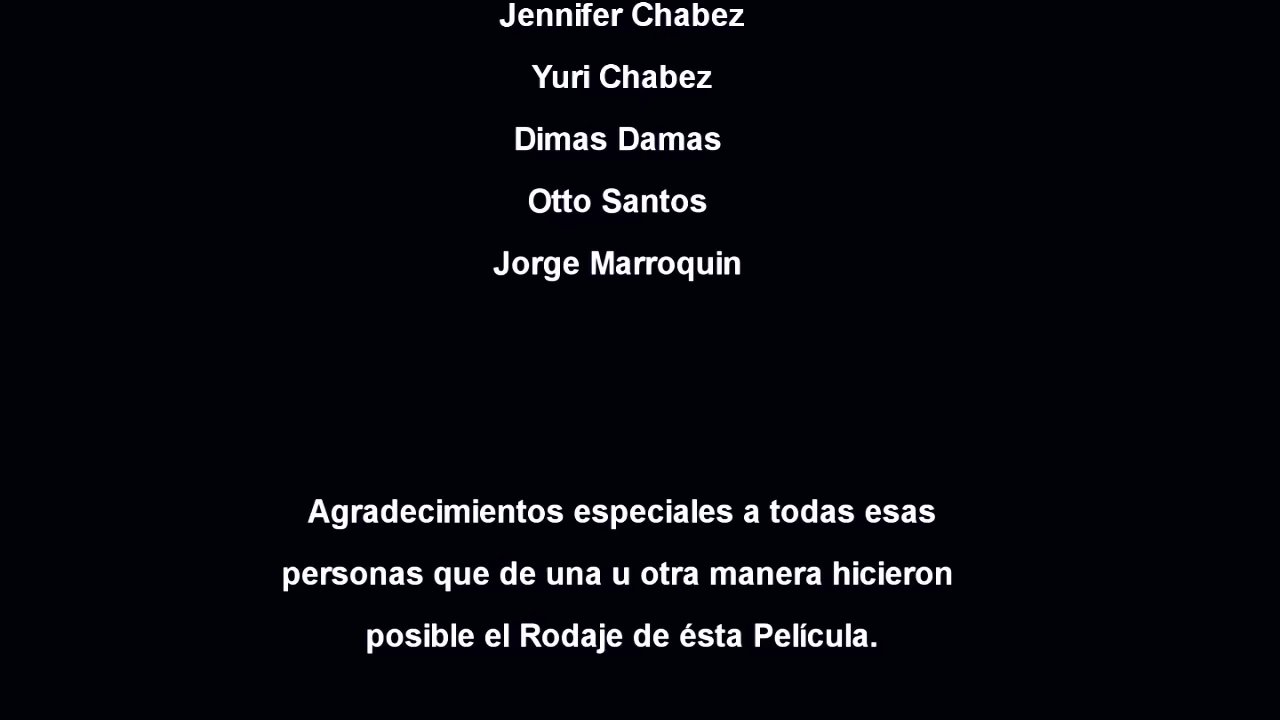 Jennifer Chabez
Yuri Chabez
Dimas Damas
Otto Santos
Jorge Marroquin
Agradecimientos especiales a todas esas
personas que de una u otra manera hicieron
posible el Rodaje de ésta Película.